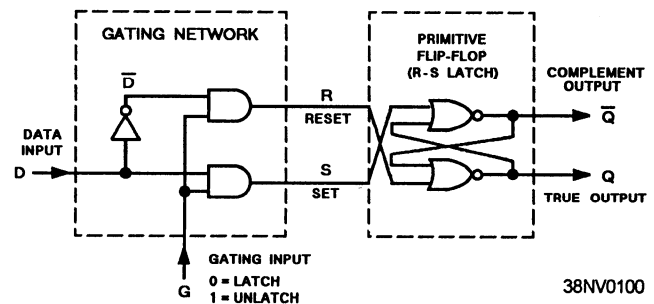 GATING NETWORK
D̅
DATA
INPUT
D
R
RESET
S
SET
G
GATING INPUT
0 = LATCH
1 = UNLATCH
PRIMITIVE
FLIP-FLOP
(R-S LATCH)
COMPLEMENT
OUTPUT
Q̅
Q
TRUE OUTPUT
38NV0100